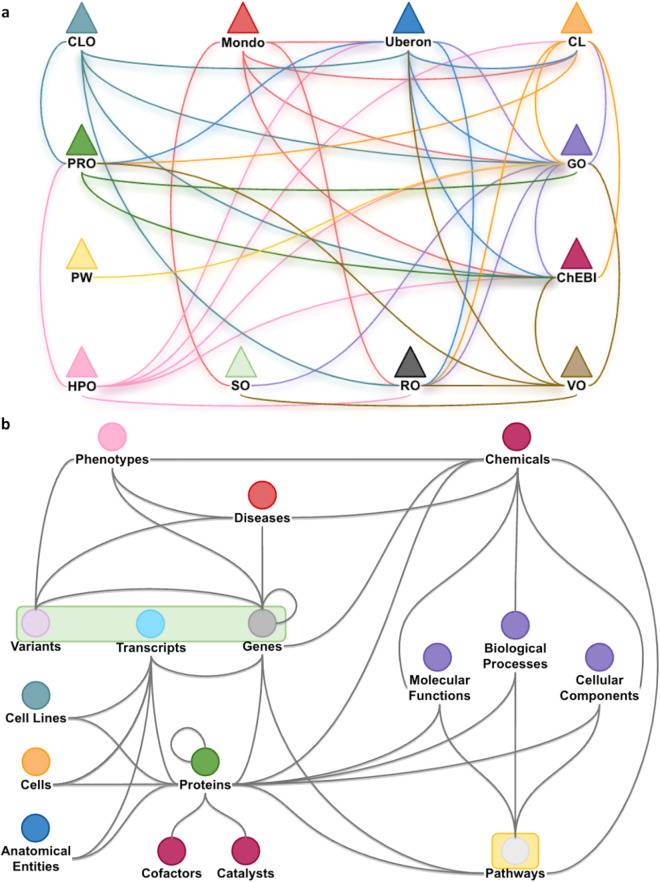 a
CLO Mondo Uberon CL
PRO GO
PW ChEBI
HPO SO RO VO
b
Phenotypes Chemicals
Diseases
Variants Transcripts Genes
Biological
Processes
Molecular
Functions
Cellular
Components
Cell Lines
Cells Proteins
Anatomical
Entities
Cofactors Catalysts Pathways